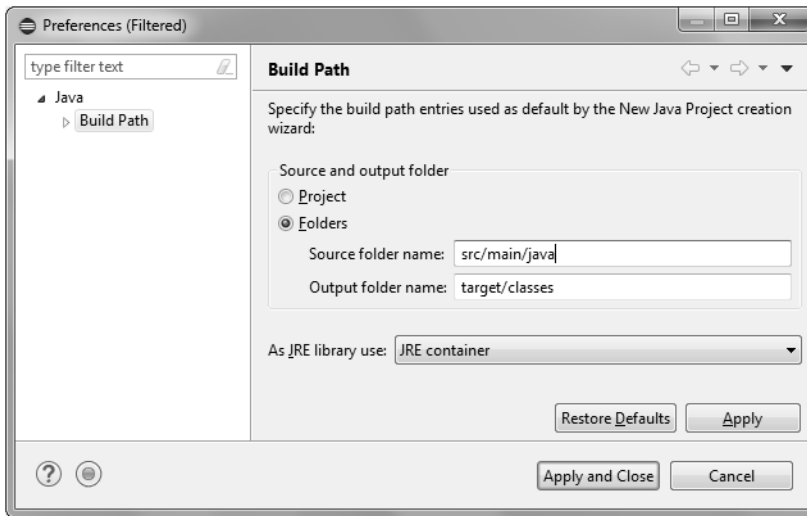 Preferences (Filtered)
type filter text
Java
Build Path
Build Path
Specify the build path entries used as default by the New Java Project creation
wizard:
Source and output folder
Project
Folders
Source folder name: src/main/java
Output folder name: target/classes
As JRE library use: JRE container
Restore Defaults Apply
? Apply and Close Cancel